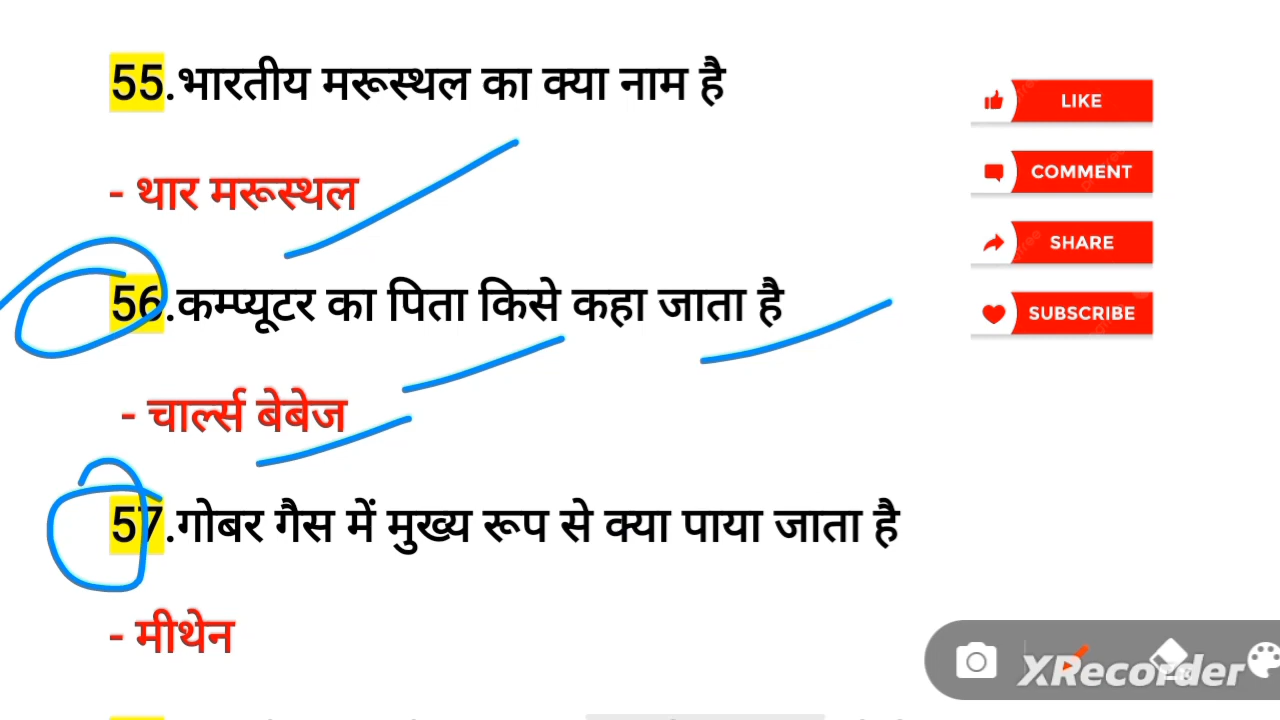 55.भारतीय मरूस्थल का क्या नाम है
- थार मरूस्थल
56.कम्प्यूटर का पिता किसे कहा जाता है
- चार्ल्स बेबेज
57.गोबर गैस में मुख्य रूप से क्या पाया जाता है
- मीथेन
LIKE
COMMENT
SHARE
SUBSCRIBE
XRecorder